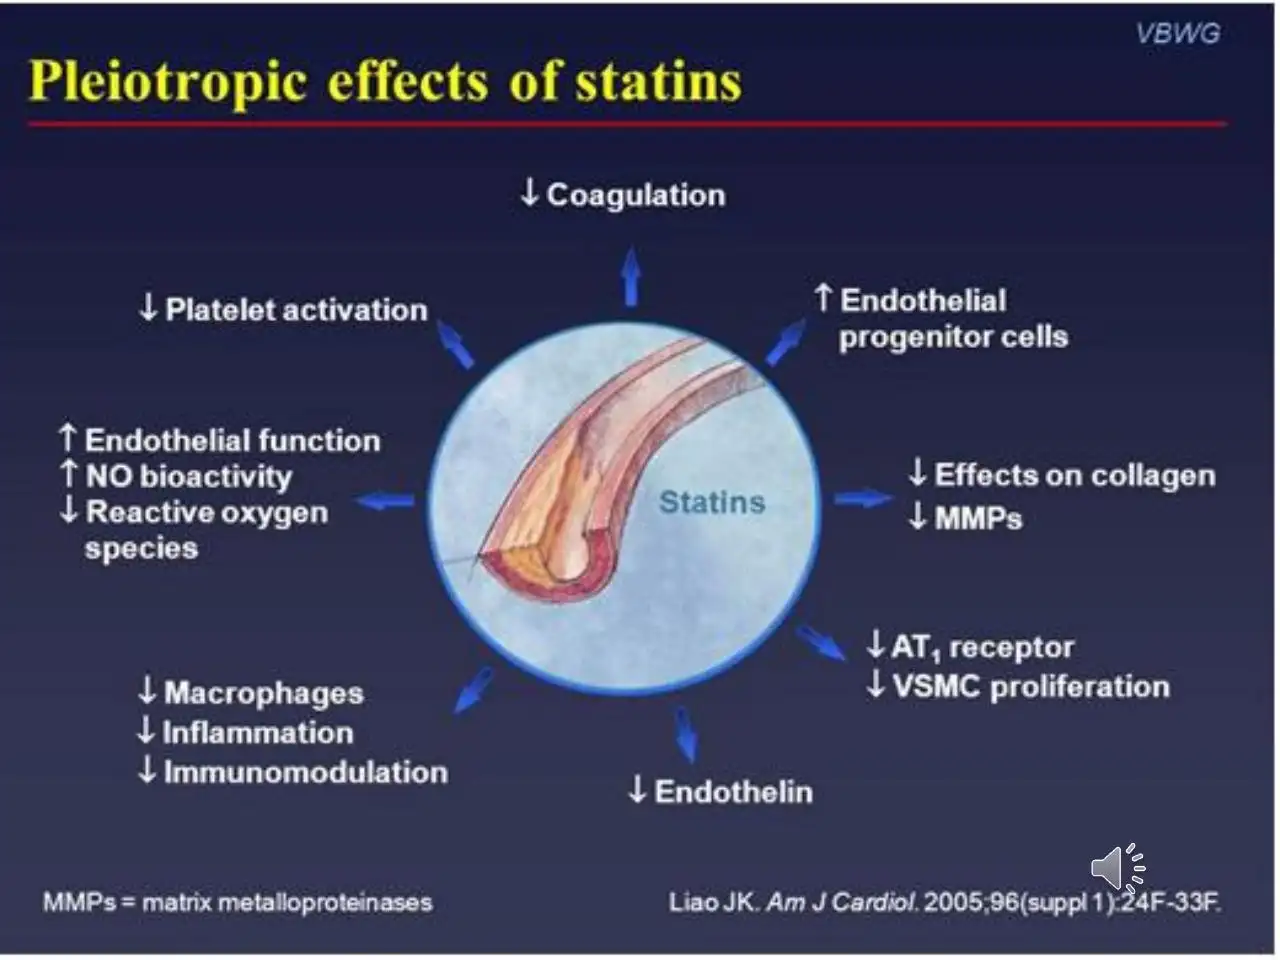 VBWG
Pleiotropic effects of statins
↓ Coagulation
↓ Platelet activation
↑ Endothelial
progenitor cells
↑ Endothelial function
↑ NO bioactivity
↓ Reactive oxygen
species
Statins
↓ Effects on collagen
↓ MMPs
↓ AT₁ receptor
↓ VSMC proliferation
↓ Macrophages
↓ Inflammation
↓ Immunomodulation
↓ Endothelin
MMPs = matrix metalloproteinases
Liao JK. Am J Cardiol. 2005;96(suppl 1):24F-33F.